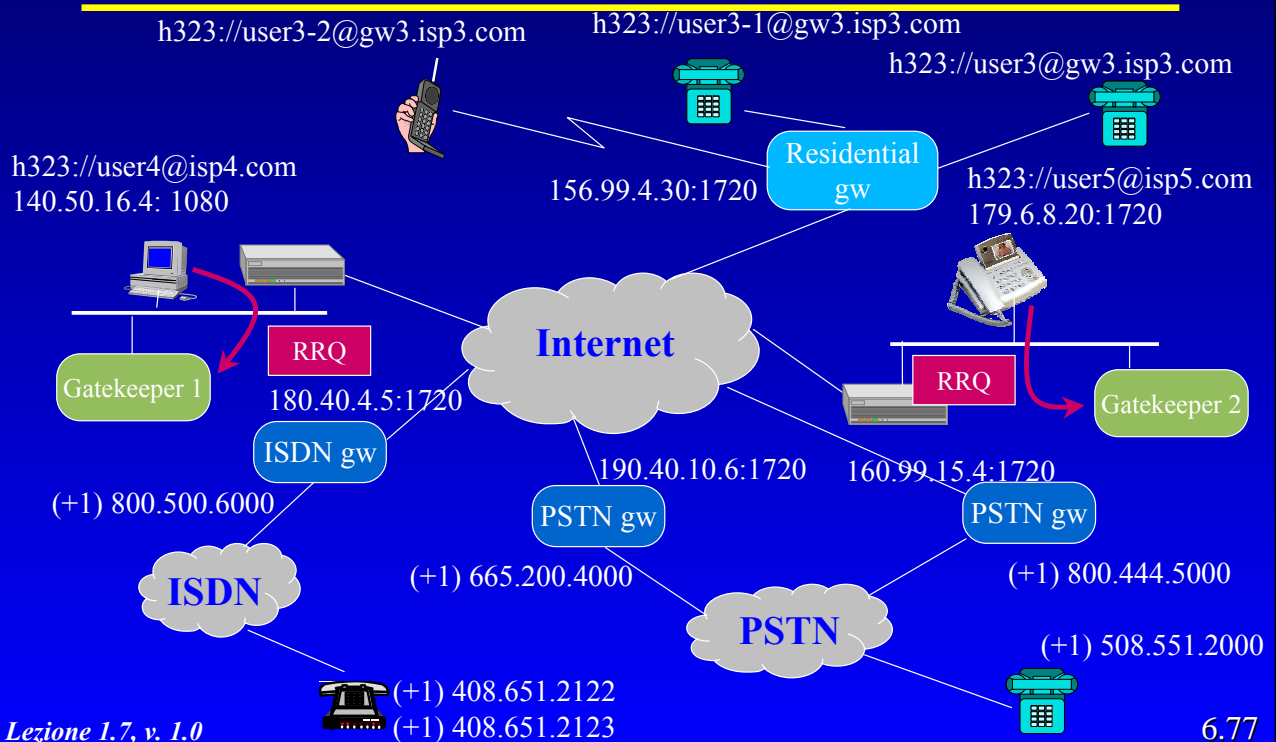 h323://user3-2@gw3.isp3.com
h323://user3-1@gw3.isp3.com
h323://user3@gw3.isp3.com
h323://user4@isp4.com
140.50.16.4: 1080
156.99.4.30:1720
Residential
gw
h323://user5@isp5.com
179.6.8.20:1720
Internet
RRQ
Gatekeeper 1
180.40.4.5:1720
RRQ
Gatekeeper 2
ISDN gw
(+1) 800.500.6000
190.40.10.6:1720
160.99.15.4:1720
PSTN gw
PSTN gw
(+1) 665.200.4000
(+1) 800.444.5000
ISDN
PSTN
(+1) 508.551.2000
(+1) 408.651.2122
(+1) 408.651.2123
Lezione 1.7, v. 1.0
6.77